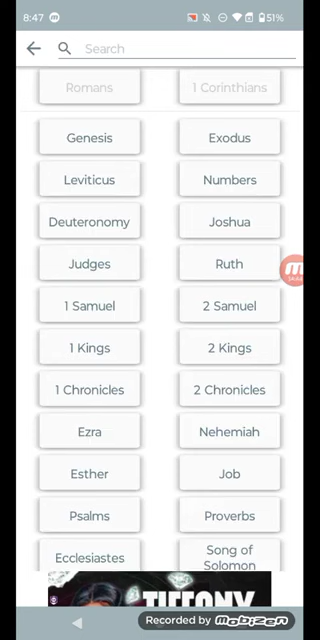 8:47
51%
Search
Romans
1 Corinthians
Genesis
Exodus
Leviticus
Numbers
Deuteronomy
Joshua
Judges
Ruth
1 Samuel
2 Samuel
1 Kings
2 Kings
1 Chronicles
2 Chronicles
Ezra
Nehemiah
Esther
Job
Psalms
Proverbs
Ecclesiastes
Song of
Solomon
TIFFANY
Recorded by Mobizen